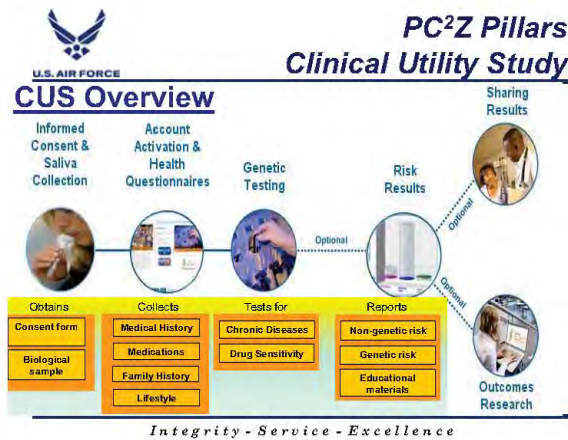 PC²Z Pillars
Clinical Utility Study
U.S. AIR FORCE
CUS Overview
Informed
Consent &
Saliva
Collection
Account
Activation &
Health
Questionnaires
Genetic
Testing
Risk
Results
Sharing
Results
Optional
Optional
Optional
Outcomes
Research
Obtains
Consent form
Biological
sample
Collects
Medical History
Medications
Family History
Lifestyle
Tests for
Chronic Diseases
Drug Sensitivity
Reports
Non-genetic risk
Genetic risk
Educational
materials
Integrity - Service - Excellence